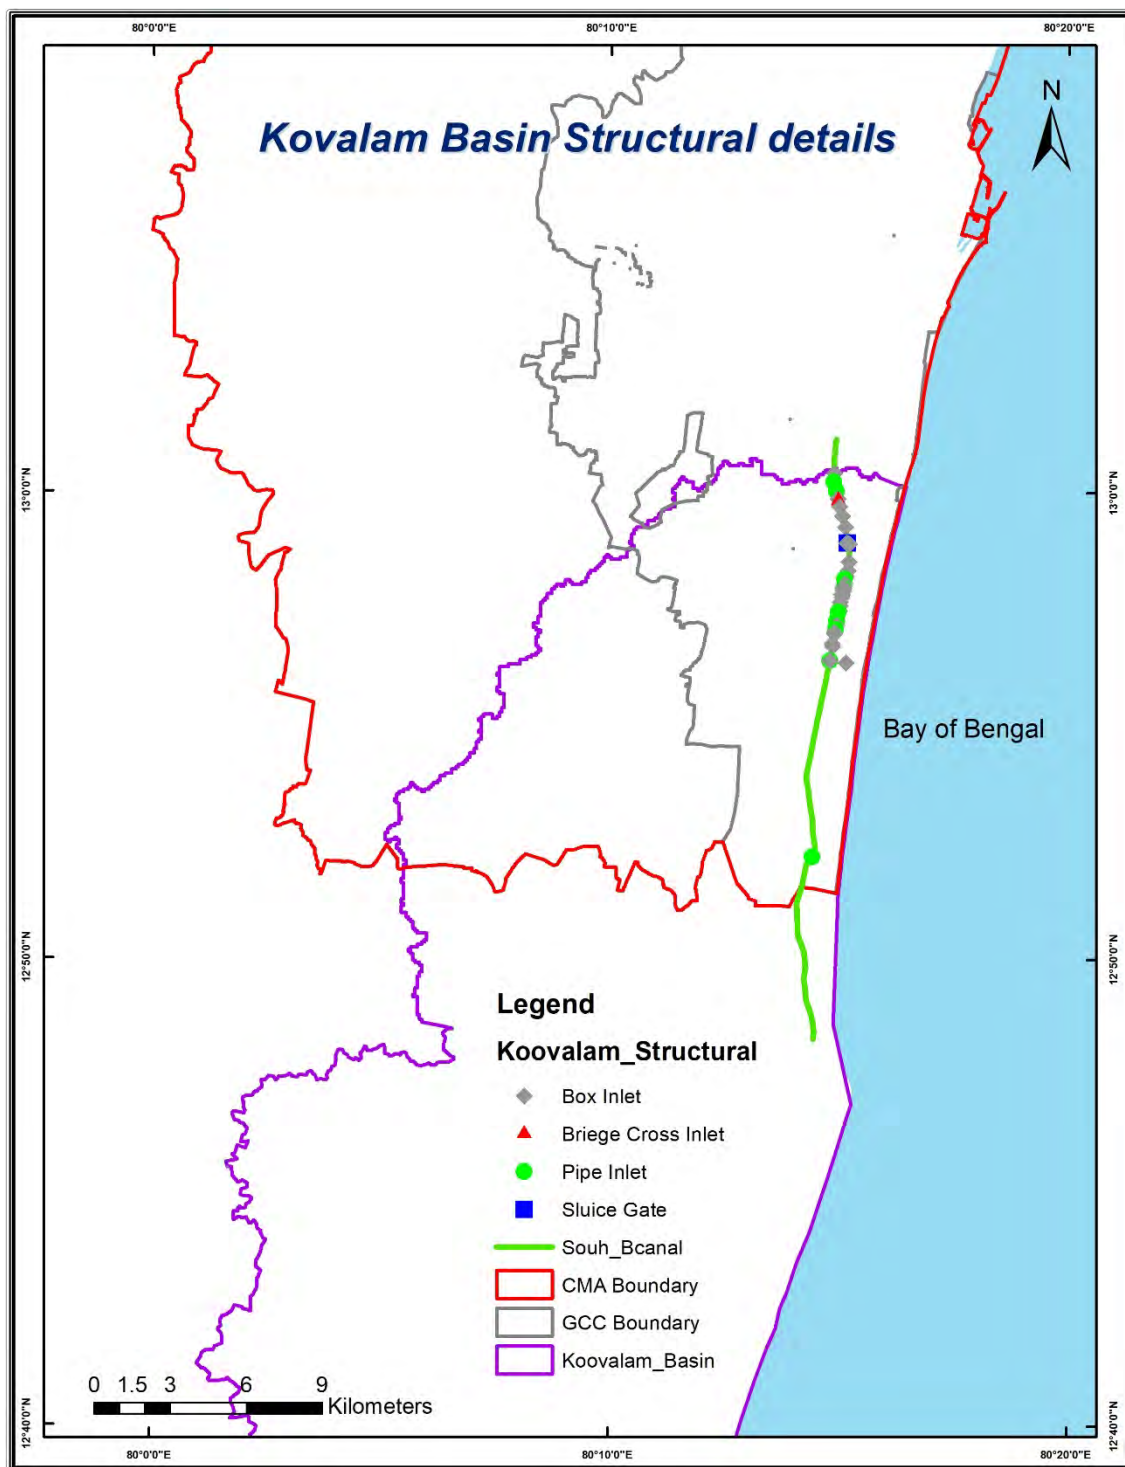 80°0'0"E 80°10'0"E 80°20'0"E
Kovalam Basin Structural details
N
13°0'0"N 13°0'0"N
Bay of Bengal
12°50'0"N 12°50'0"N
Legend
Koovalam_Structural
Box Inlet
Briege Cross Inlet
Pipe Inlet
Sluice Gate
Souh_Bcanal
CMA Boundary
GCC Boundary
Koovalam_Basin
0 1.5 3 6 9
Kilometers
12°40'0"N 12°40'0"N
80°0'0"E 80°10'0"E 80°20'0"E